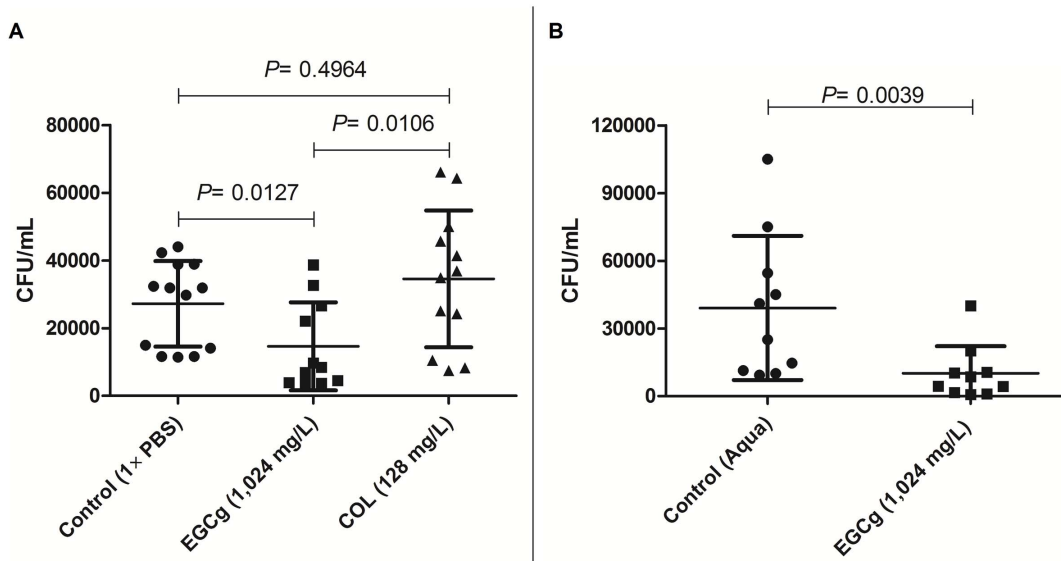 A
P= 0.4964
P= 0.0106
P= 0.0127
80000
60000
40000
20000
0
CFU/mL
Control (1× PBS)
EGCg (1,024 mg/L)
COL (128 mg/L)
B
P= 0.0039
120000
90000
60000
30000
0
CFU/mL
Control (Aqua)
EGCg (1,024 mg/L)